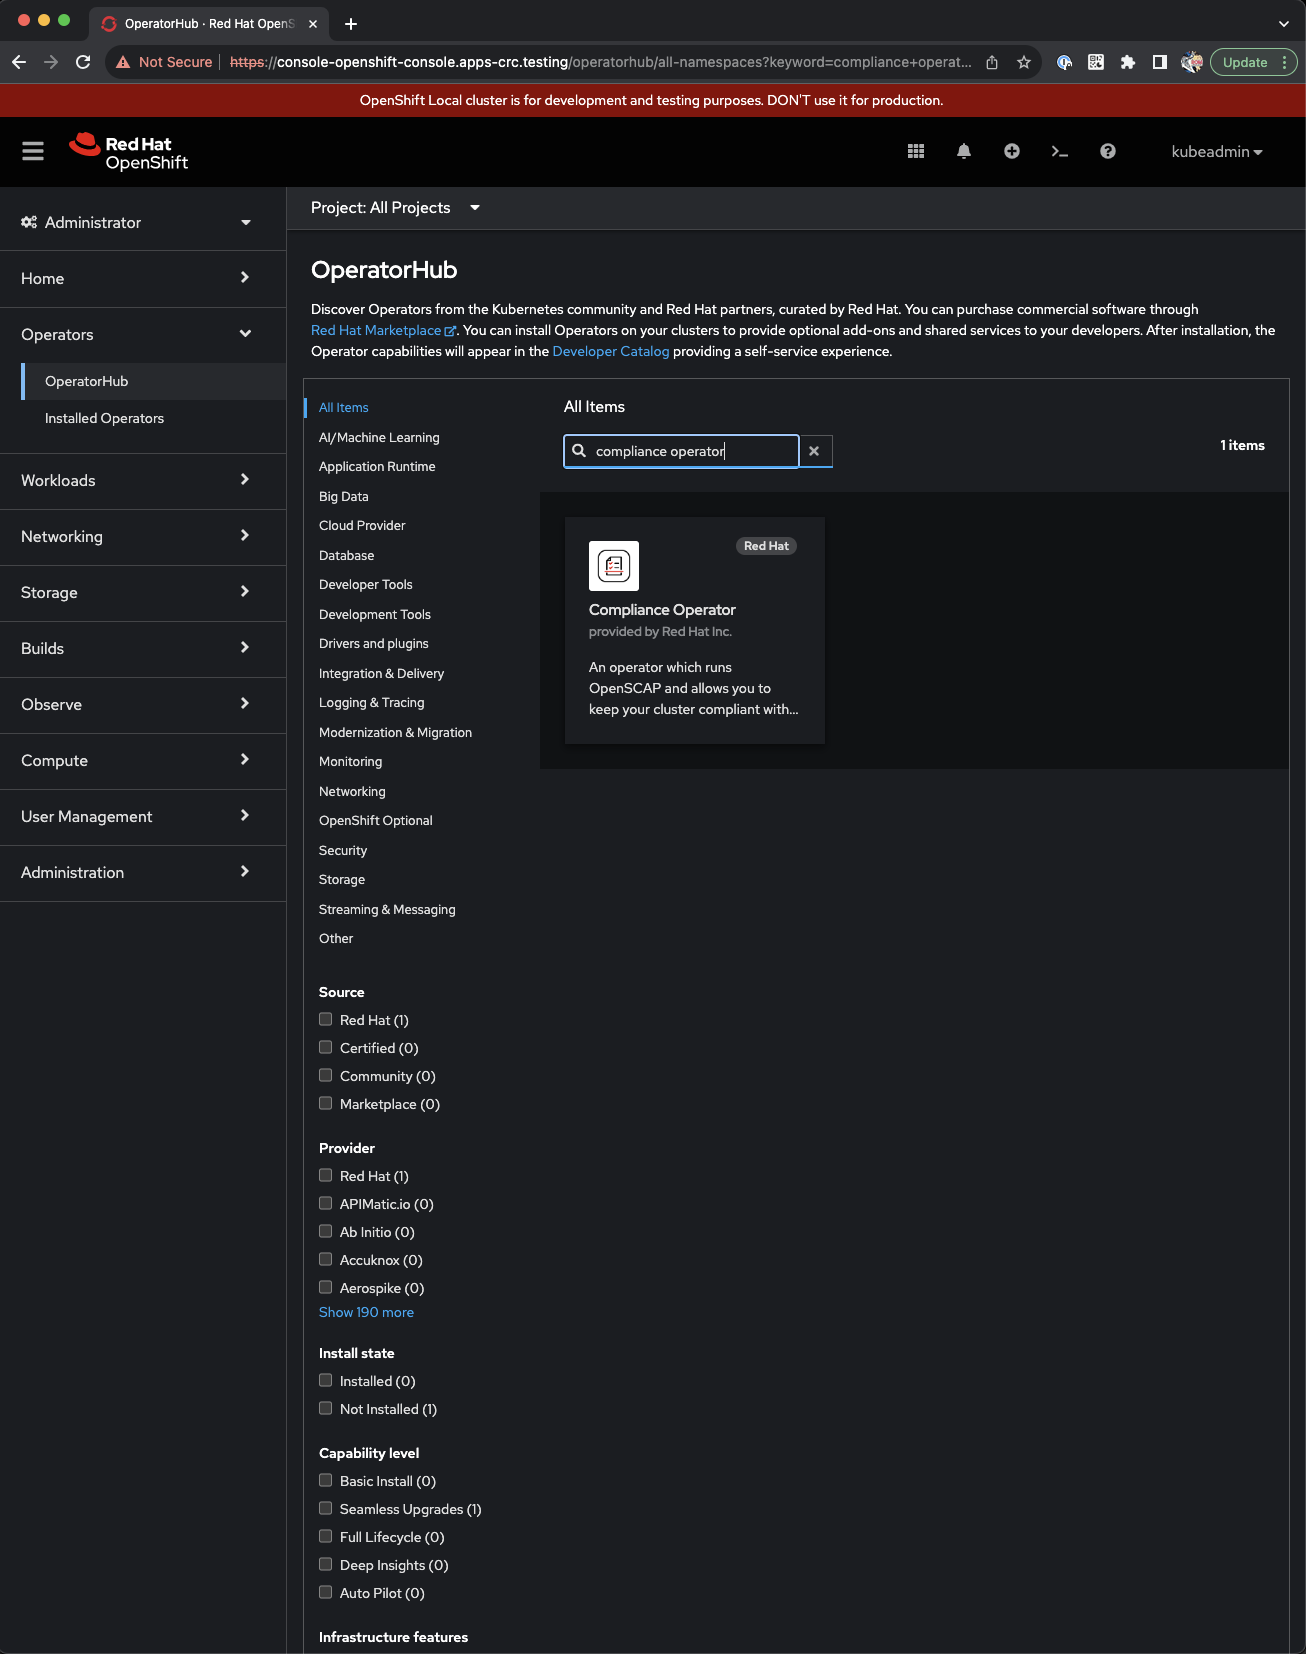 OperatorHub · Red Hat OpenS
Not Secure
https://console-openshift-console.apps-crc.testing/operatorhub/all-namespaces?keyword=compliance+operat...
Update
OpenShift Local cluster is for development and testing purposes. DON'T use it for production.
Red Hat
OpenShift
kubeadmin
Administrator
Home
Operators
OperatorHub
Installed Operators
Workloads
Networking
Storage
Builds
Observe
Compute
User Management
Administration
Project: All Projects
OperatorHub
Discover Operators from the Kubernetes community and Red Hat partners, curated by Red Hat. You can purchase commercial software through
Red Hat Marketplace. You can install Operators on your clusters to provide optional add-ons and shared services to your developers. After installation, the
Operator capabilities will appear in the Developer Catalog providing a self-service experience.
All Items
AI/Machine Learning
Application Runtime
Big Data
Cloud Provider
Database
Developer Tools
Development Tools
Drivers and plugins
Integration & Delivery
Logging & Tracing
Modernization & Migration
Monitoring
Networking
OpenShift Optional
Security
Storage
Streaming & Messaging
Other
Source
Red Hat (1)
Certified (0)
Community (0)
Marketplace (0)
Provider
Red Hat (1)
APIMatic.io (0)
Ab Initio (0)
Accuknox (0)
Aerospike (0)
Show 190 more
Install state
Installed (0)
Not Installed (1)
Capability level
Basic Install (0)
Seamless Upgrades (1)
Full Lifecycle (0)
Deep Insights (0)
Auto Pilot (0)
Infrastructure features
All Items
compliance operator
1 items
Red Hat
Compliance Operator
provided by Red Hat Inc.
An operator which runs
OpenSCAP and allows you to
keep your cluster compliant with...